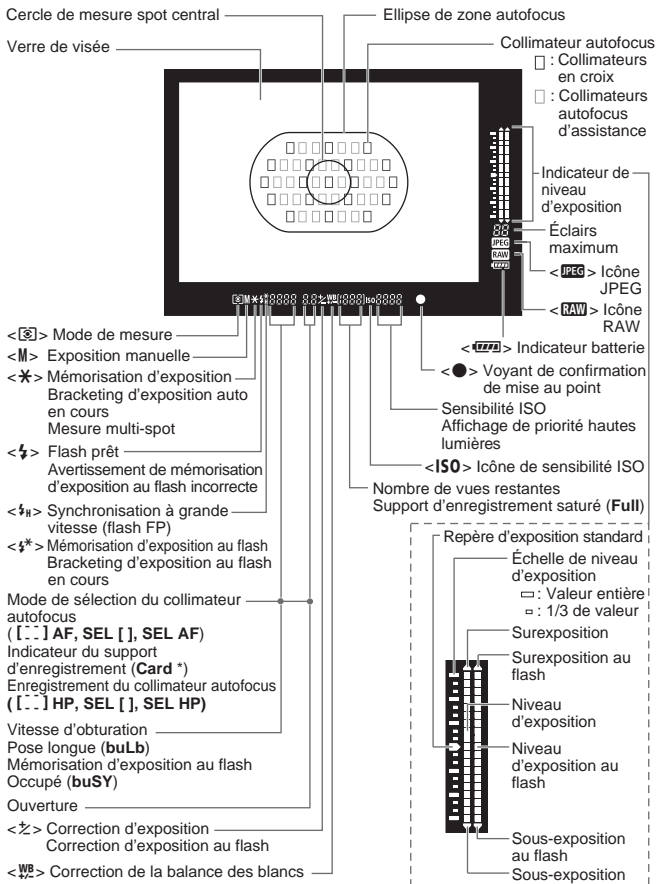 Cercle de mesure spot central
Ellipse de zone autofocus
Verre de visée
Collimateur autofocus
: Collimateurs
en croix
: Collimateurs
autofocus
d'assistance
Indicateur de
niveau
d'exposition
Éclairs
maximum
< JPEG > Icône
JPEG
< RAW > Icône
RAW
JPEG
RAW
< > Indicateur batterie
<●> Voyant de confirmation
de mise au point
Sensibilité ISO
Affichage de priorité hautes
lumières
<ISO> Icône de sensibilité ISO
Nombre de vues restantes
Support d'enregistrement saturé (Full)
< > Mode de mesure
<M> Exposition manuelle
<✱> Mémorisation d'exposition
Bracketing d'exposition auto
en cours
Mesure multi-spot
<⚡> Flash prêt
Avertissement de mémorisation
d'exposition au flash incorrecte
<⚡H> Synchronisation à grande
vitesse (flash FP)
<⚡*> Mémorisation d'exposition au flash
Bracketing d'exposition au flash
en cours
Mode de sélection du collimateur
autofocus
( [ ] AF, SEL [ ], SEL AF)
Indicateur du support
d'enregistrement (Card *)
Enregistrement du collimateur autofocus
( [ ] HP, SEL [ ], SEL HP)
Vitesse d'obturation
Pose longue (buLb)
Mémorisation d'exposition au flash
Occupé (buSY)
Ouverture
<+/-> Correction d'exposition
Correction d'exposition au flash
<WB +/-> Correction de la balance des blancs
Repère d'exposition standard
Échelle de niveau
d'exposition
: Valeur entière
: 1/3 de valeur
Surexposition
Surexposition au
flash
Niveau
d'exposition
Niveau
d'exposition au
flash
Sous-exposition
au flash
Sous-exposition